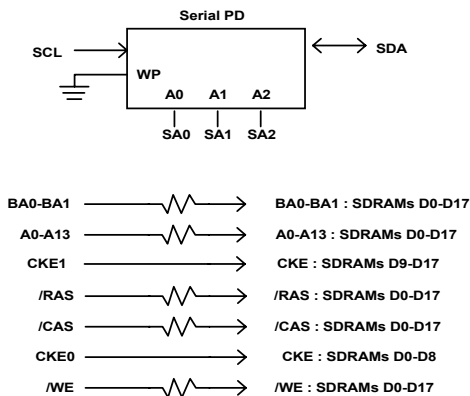 Serial PD
SCL
SDA
WP
A0 A1 A2
SA0 SA1 SA2
BA0-BA1 BA0-BA1 : SDRAMs D0-D17
A0-A13 A0-A13 : SDRAMs D0-D17
CKE1 CKE : SDRAMs D9-D17
/RAS /RAS : SDRAMs D0-D17
/CAS /CAS : SDRAMs D0-D17
CKE0 CKE : SDRAMs D0-D8
/WE /WE : SDRAMs D0-D17